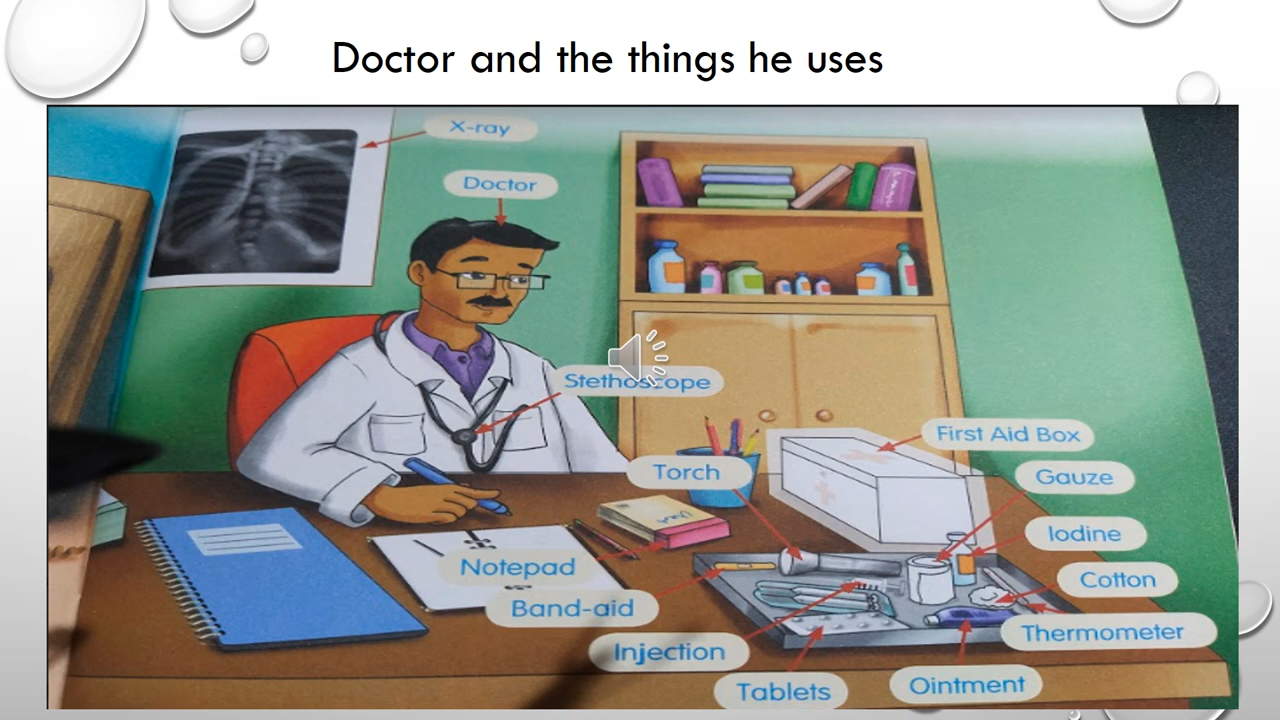 Doctor and the things he uses
X-ray
Doctor
Stethoscope
First Aid Box
Torch
Gauze
Iodine
Notepad
Cotton
Band-aid
Thermometer
Injection
Ointment
Tablets